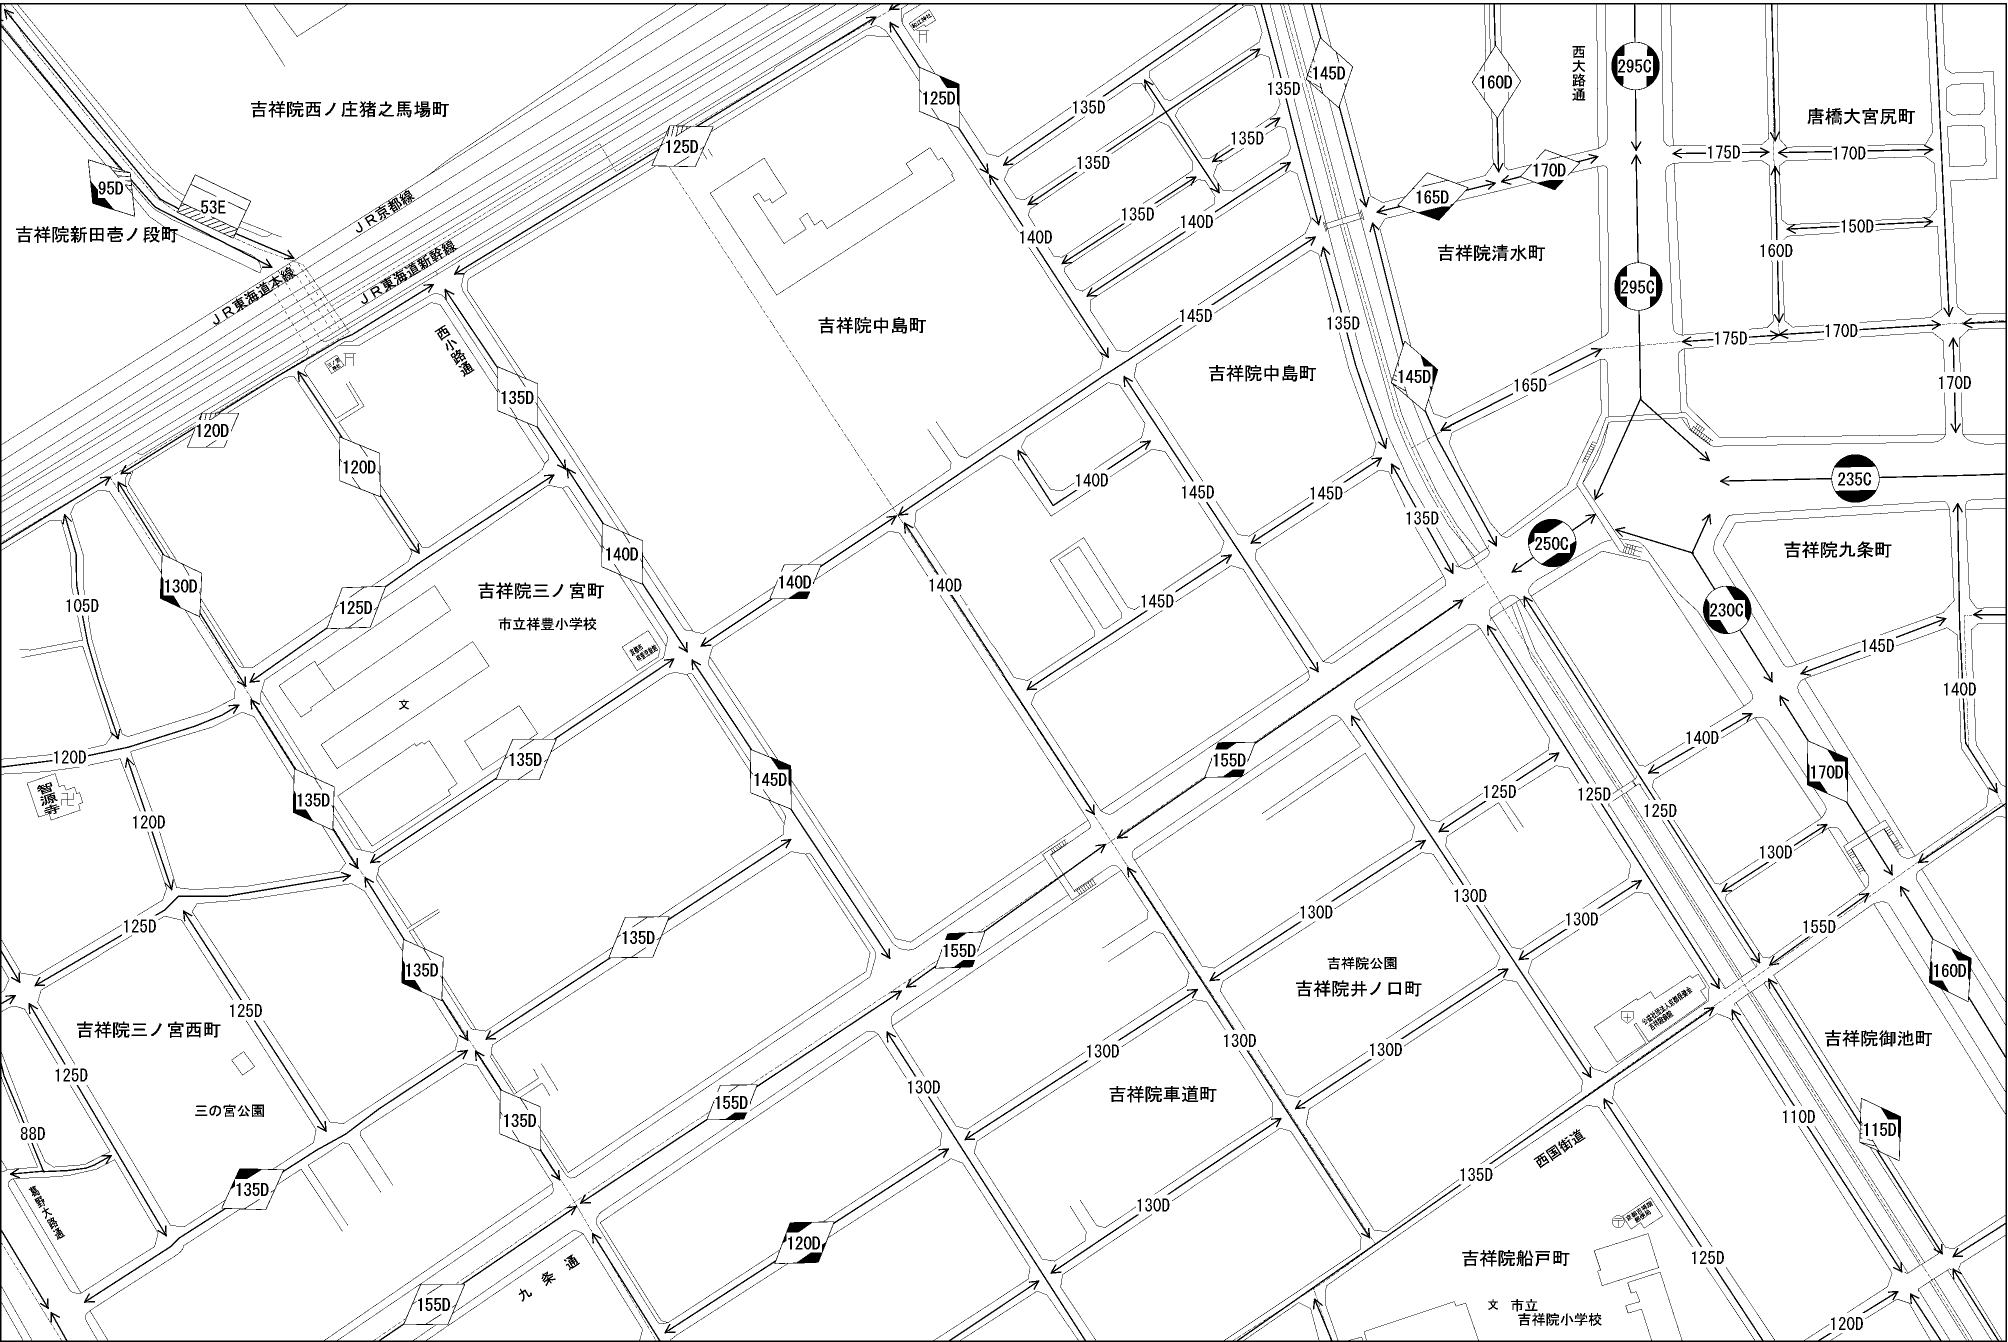 吉祥院西ノ庄猪之馬場町
95D
53E
吉祥院新田壱ノ段町
JR京都線
JR東海道本線
JR東海道新幹線
125D
125D
135D
135D
135D
135D
135D
140D
140D
145D
135D
145D
160D
西大路通
295C
唐橋大宮尻町
175D
170D
170D
165D
150D
160D
吉祥院清水町
295C
175D
170D
170D
165D
145D
吉祥院中島町
吉祥院中島町
西小路通
135D
120D
120D
140D
130D
105D
125D
吉祥院三ノ宮町
市立祥豊小学校
文
140D
140D
140D
145D
145D
145D
135D
250C
235C
230C
吉祥院九条町
145D
140D
140D
170D
130D
155D
160D
120D
智源寺
120D
135D
135D
145D
155D
125D
125D
125D
130D
130D
130D
135D
135D
155D
125D
125D
吉祥院三ノ宮西町
三の宮公園
125D
88D
葛野大路通
135D
135D
155D
130D
130D
130D
130D
吉祥院公園
吉祥院井ノ口町
吉祥院車道町
吉祥院御池町
110D
115D
西国街道
135D
130D
120D
九条通
155D
吉祥院船戸町
125D
文 市立
吉祥院小学校
120D